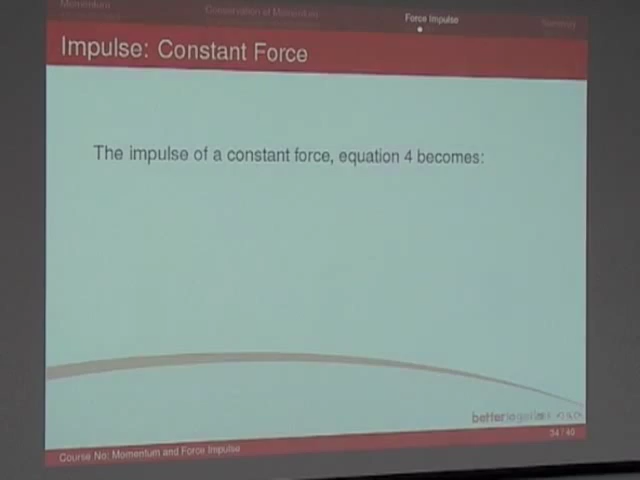 Momentum
Conservation of Momentum
Force Impulse
Summary
Impulse: Constant Force
The impulse of a constant force, equation 4 becomes:
34 / 40
Course No: Momentum and Force Impulse